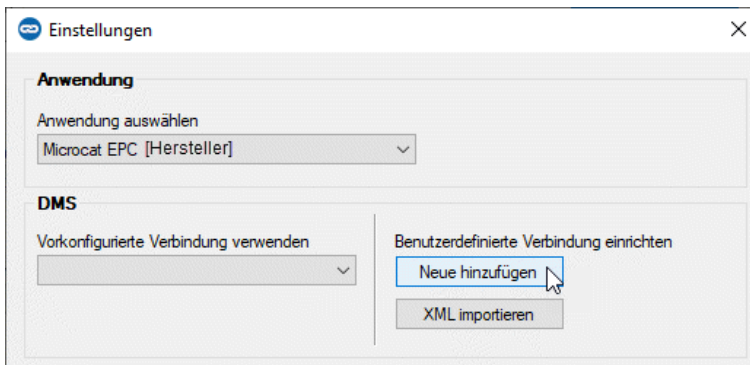 Einstellungen
Anwendung
Anwendung auswählen
Microcat EPC [Hersteller]
DMS
Vorkonfigurierte Verbindung verwenden
Benutzerdefinierte Verbindung einrichten
Neue hinzufügen
XML importieren